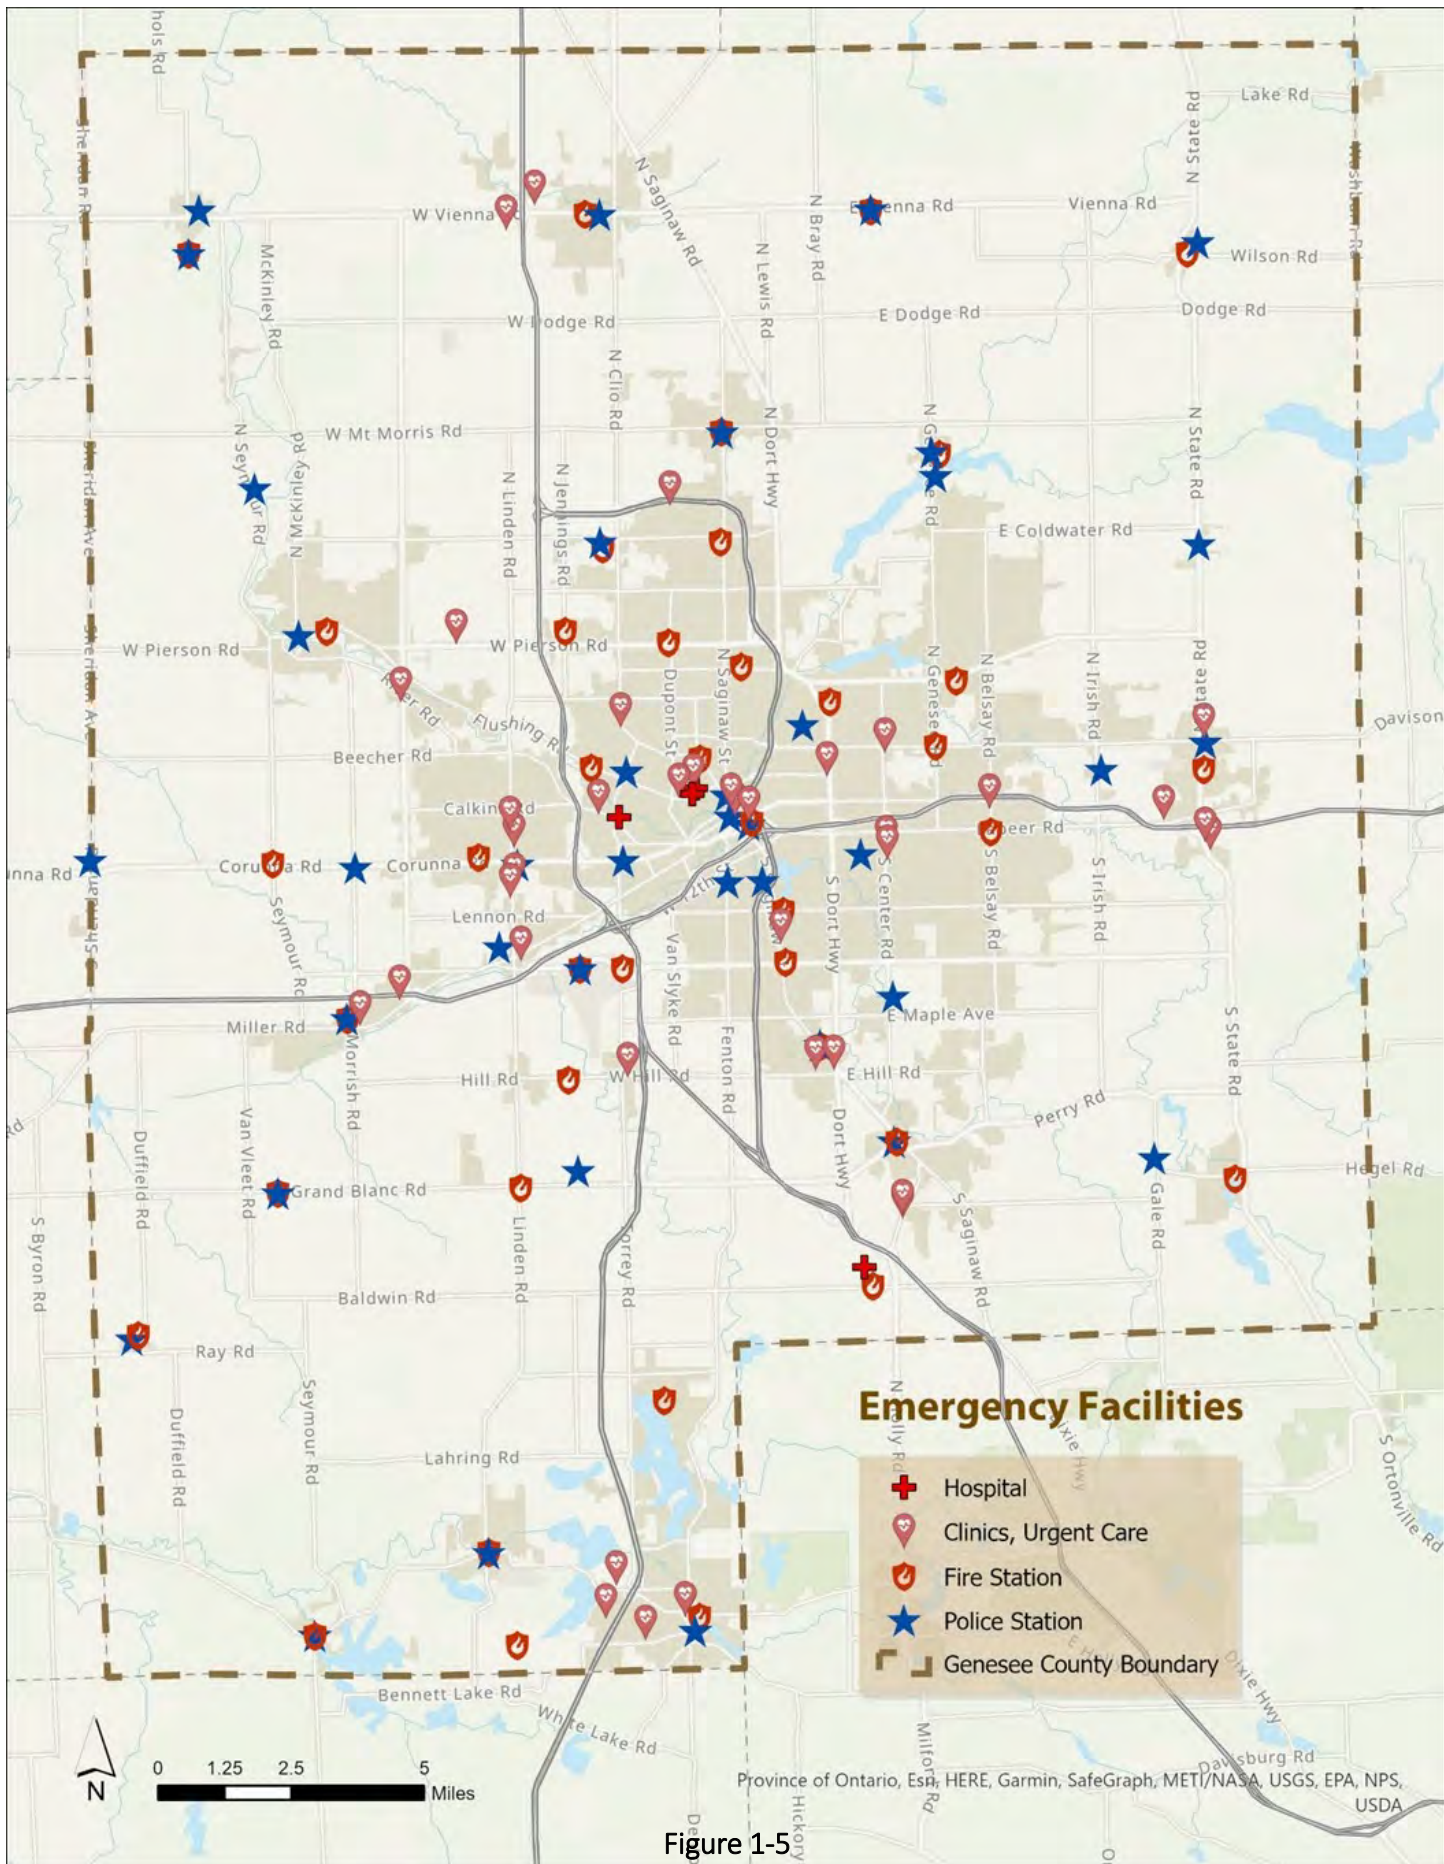 Lake Rd
N State Rd
N Saginaw Rd
W Vienna
Vienna Rd
N Bray Rd
Wilson Rd
McKinley Rd
N Lewis Rd
W Dodge Rd
E Dodge Rd
Dodge Rd
N Clio Rd
W Mt Morris Rd
N Dort Hwy
N State Rd
N McKinley Rd
N Linden Rd
N Jennings Rd
E Coldwater Rd
Sheridan Ave
W Pierson Rd
W Pierson Rd
Dupont St
N Saginaw St
N Belsay Rd
N Irish Rd
Davison
Flushing Rd
Beecher Rd
Corunna Rd
Corunna
Lennon Rd
Seymour Rd
S Dort Hwy
S Center Rd
S Belsay Rd
S Irish Rd
Van Slyke Rd
Miller Rd
E Maple Ave
S State Rd
Morrish Rd
Hill Rd
W Hill Rd
Fenton Rd
E Hill Rd
Perry Rd
Duffield Rd
Van Vleet Rd
Dort Hwy
Hegel Rd
Grand Blanc Rd
Gale Rd
S Byron Rd
Linden Rd
Torrey Rd
S Saginaw Rd
Baldwin Rd
Ray Rd
Emergency Facilities
Seymour Rd
Duffield Rd
Lahring Rd
Dixie Hwy
S Ortonville Rd
Hospital
Clinics, Urgent Care
Fire Station
Police Station
Genesee County Boundary
Bennett Lake Rd
White Lake Rd
Dixie Hwy
Milford Rd
Davisburg Rd
Hickory
N
0 1.25 2.5 5
Miles
Province of Ontario, Esri, HERE, Garmin, SafeGraph, METI/NASA, USGS, EPA, NPS,
USDA
Figure 1-5